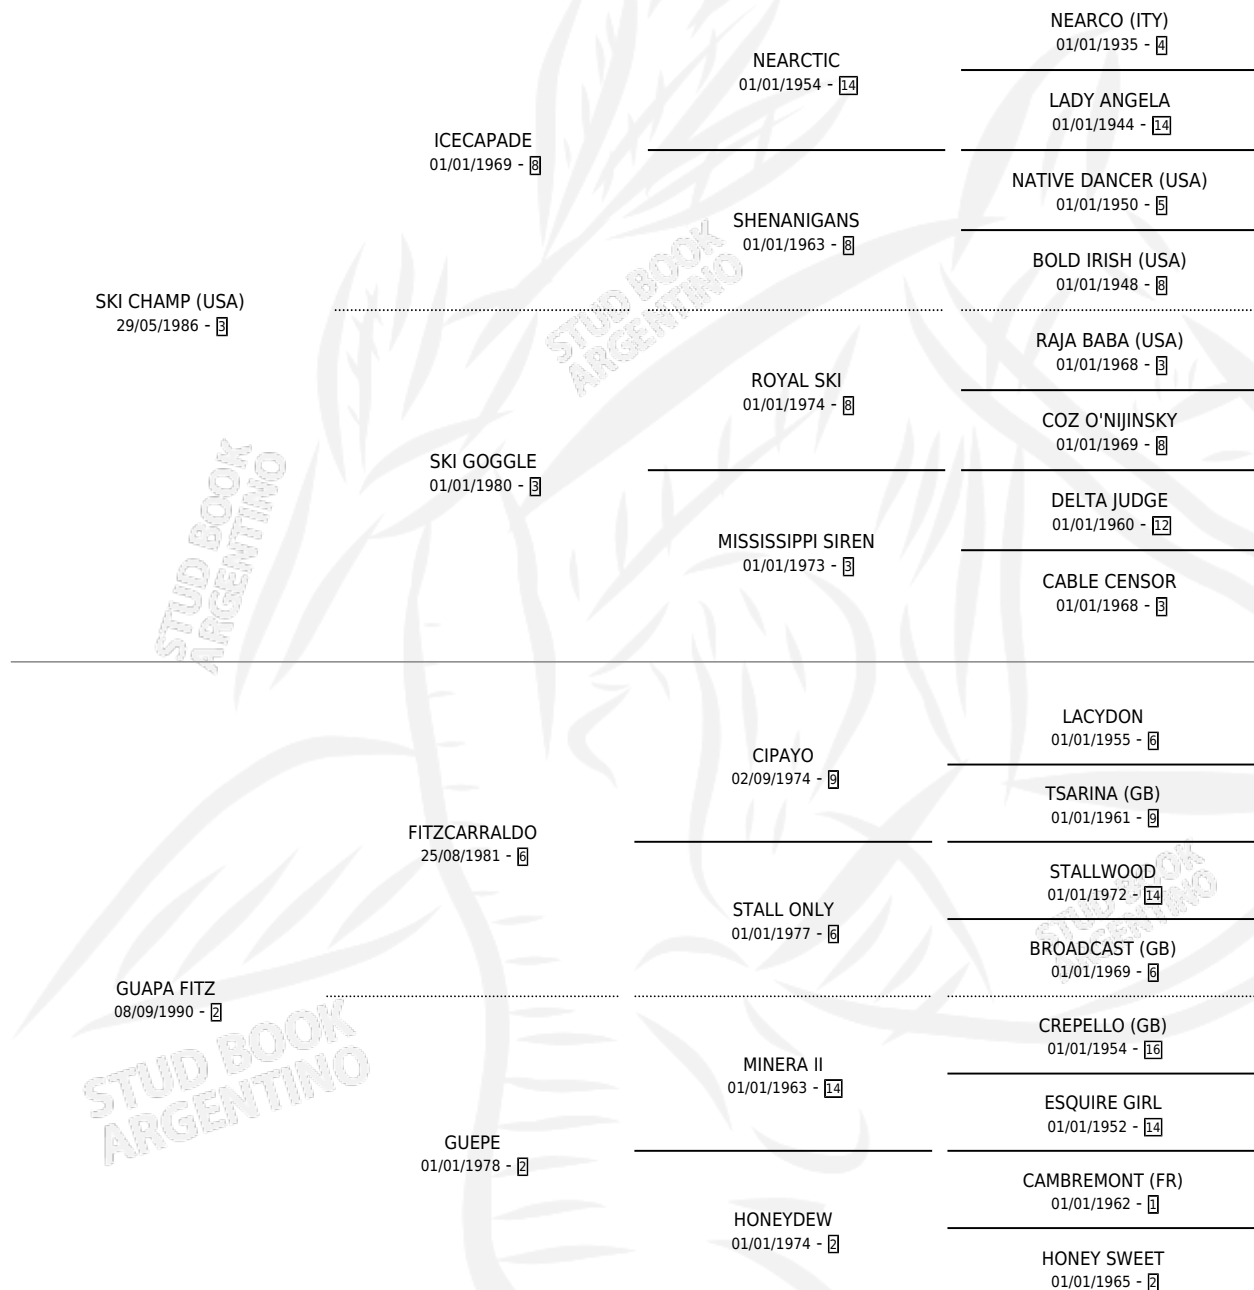 NEARCO (ITY)
01/01/1935 - 4
NEARCTIC
01/01/1954 - 14
LADY ANGELA
01/01/1944 - 14
ICECAPADE
01/01/1969 - 8
NATIVE DANCER (USA)
01/01/1950 - 5
SHENANIGANS
01/01/1963 - 8
BOLD IRISH (USA)
01/01/1948 - 8
SKI CHAMP (USA)
29/05/1986 - 3
RAJA BABA (USA)
01/01/1968 - 3
ROYAL SKI
01/01/1974 - 8
COZ O'NIJINSKY
01/01/1969 - 8
SKI GOGGLE
01/01/1980 - 3
DELTA JUDGE
01/01/1960 - 12
MISSISSIPPI SIREN
01/01/1973 - 3
CABLE CENSOR
01/01/1968 - 3
LACYDON
01/01/1955 - 6
CIPAYO
02/09/1974 - 9
TSARINA (GB)
01/01/1961 - 9
FITZCARRALDO
25/08/1981 - 6
STALLWOOD
01/01/1972 - 14
STALL ONLY
01/01/1977 - 6
BROADCAST (GB)
01/01/1969 - 6
GUAPA FITZ
08/09/1990 - 2
CREPELLO (GB)
01/01/1954 - 16
MINERA II
01/01/1963 - 14
ESQUIRE GIRL
01/01/1952 - 14
GUEPE
01/01/1978 - 2
CAMBREMONT (FR)
01/01/1962 - 1
HONEYDEW
01/01/1974 - 2
HONEY SWEET
01/01/1965 - 2
STUD BOOK
ARGENTINO
STUD BOOK
ARGENTINO
STUD BOOK
ARGENTINO
STUD BOOK
ARGENTINO